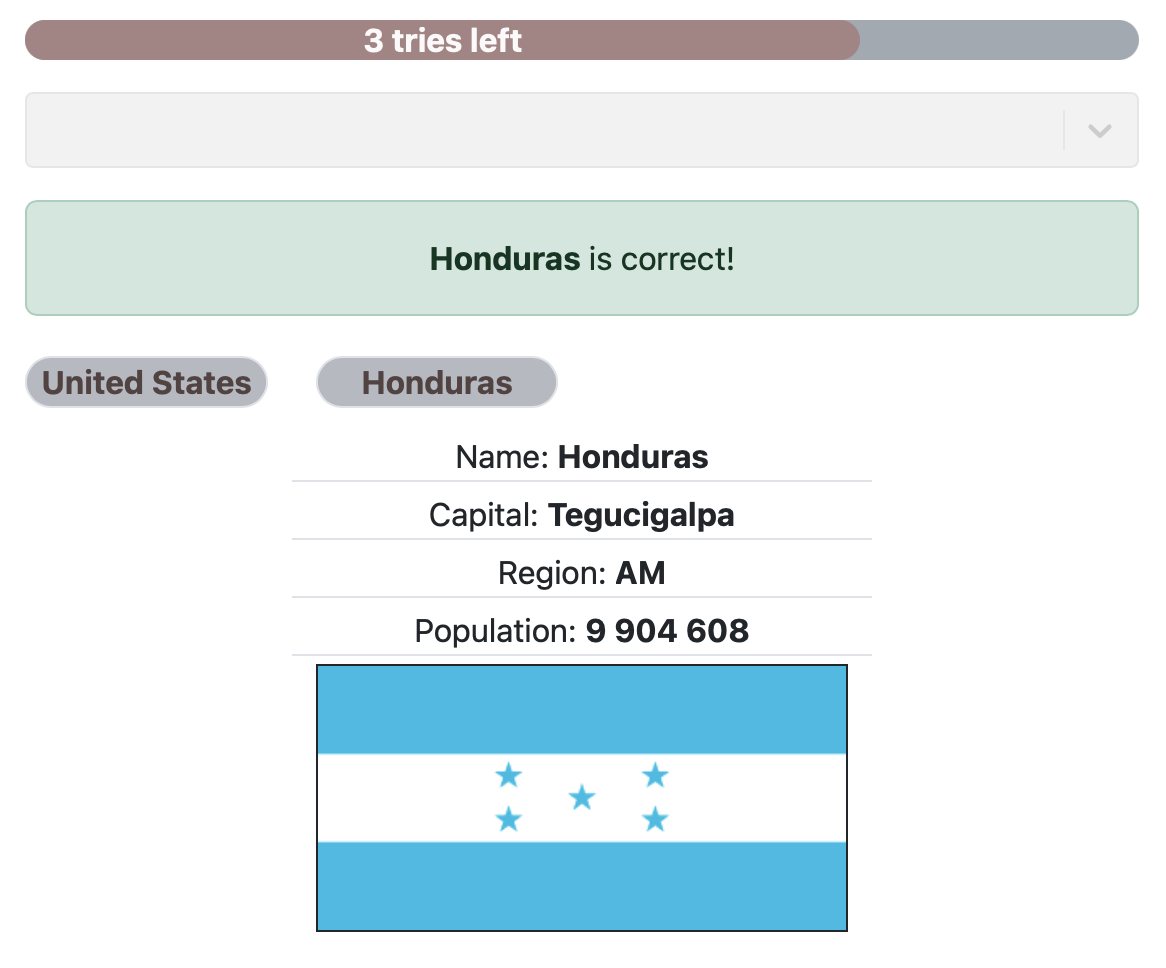 3 tries left
Honduras is correct!
United States Honduras
Name: Honduras
Capital: Tegucigalpa
Region: AM
Population: 9 904 608